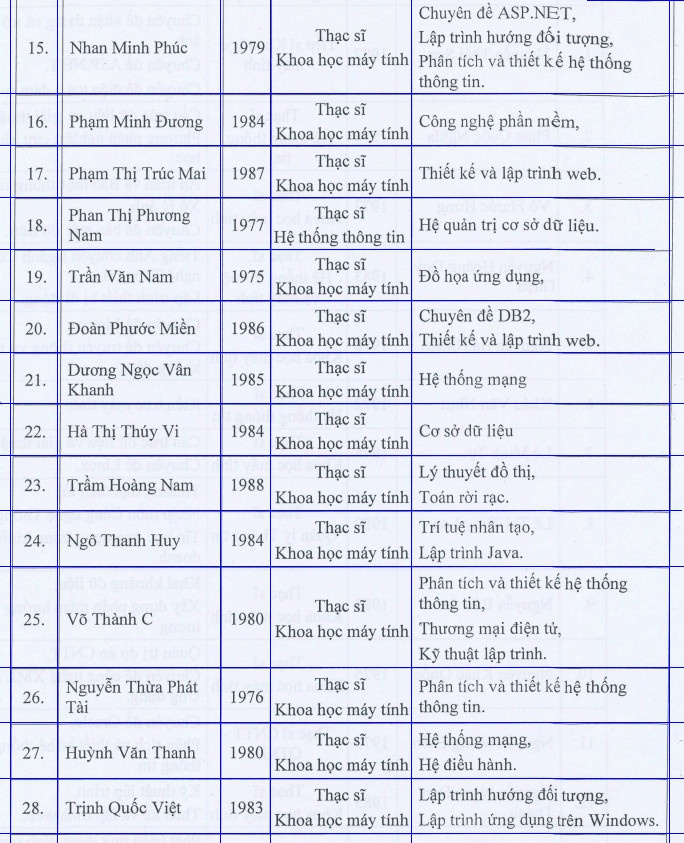 15. Nhan Minh Phúc 1979 Thạc sĩ Khoa học máy tính Chuyên đề ASP.NET,
Lập trình hướng đối tượng,
Phân tích và thiết kế hệ thống
thông tin.
16. Phạm Minh Đương 1984 Thạc sĩ
Khoa học máy tính Công nghệ phần mềm,
17. Phạm Thị Trúc Mai 1987 Thạc sĩ
Khoa học máy tính Thiết kế và lập trình web.
18. Phan Thị Phương
Nam 1977 Thạc sĩ
Hệ thống thông tin Hệ quản trị cơ sở dữ liệu.
19. Trần Văn Nam 1975 Thạc sĩ
Khoa học máy tính Đồ họa ứng dụng,
20. Đoàn Phước Miền 1986 Thạc sĩ
Khoa học máy tính Chuyên đề DB2,
Thiết kế và lập trình web.
21. Dương Ngọc Vân
Khanh 1985 Thạc sĩ
Khoa học máy tính Hệ thống mạng
22. Hà Thị Thúy Vi 1984 Thạc sĩ
Khoa học máy tính Cơ sở dữ liệu
23. Trầm Hoàng Nam 1988 Thạc sĩ
Khoa học máy tính Lý thuyết đồ thị,
Toán rời rạc.
24. Ngô Thanh Huy 1984 Thạc sĩ
Khoa học máy tính Trí tuệ nhân tạo,
Lập trình Java.
25. Võ Thành C 1980 Thạc sĩ
Khoa học máy tính Phân tích và thiết kế hệ thống
thông tin,
Thương mại điện tử,
Kỹ thuật lập trình.
26. Nguyễn Thừa Phát
Tài 1976 Thạc sĩ
Khoa học máy tính Phân tích và thiết kế hệ thống
thông tin.
27. Huỳnh Văn Thanh 1980 Thạc sĩ
Khoa học máy tính Hệ thống mạng,
Hệ điều hành.
28. Trịnh Quốc Việt 1983 Thạc sĩ
Khoa học máy tính Lập trình hướng đối tượng,
Lập trình ứng dụng trên Windows.